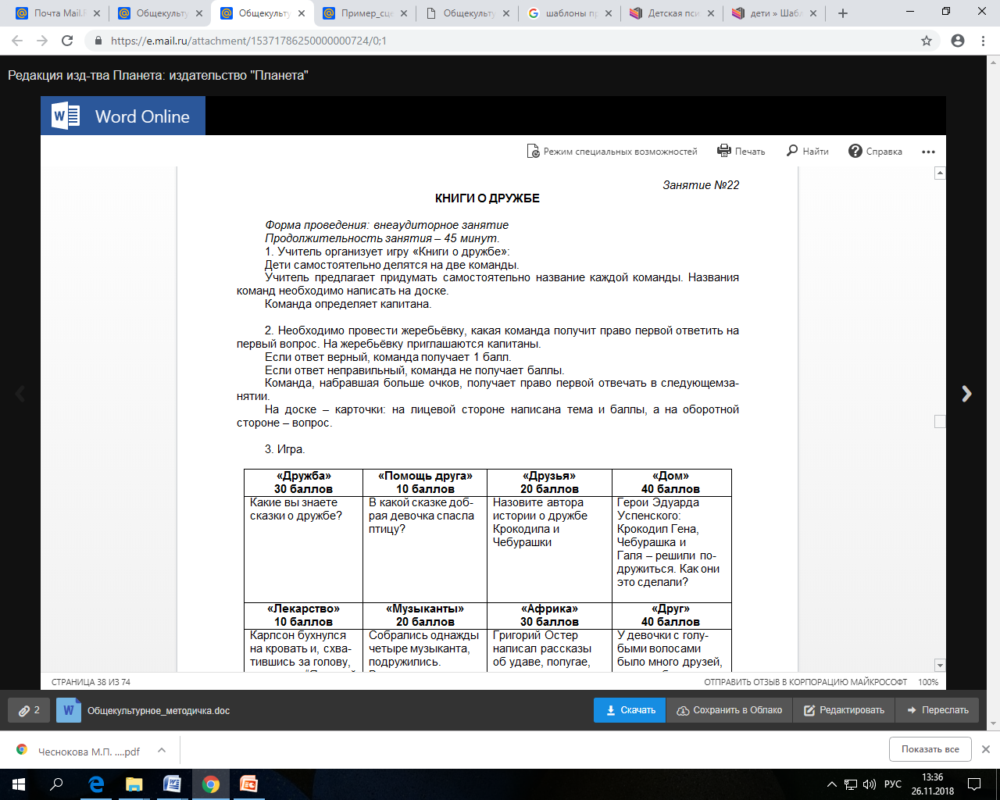 Почта Mail.R
Общекульту
Общекульту
Пример_сце
Общекульту
шаблоны пр
Детская пси
дети » Шабл
https://e.mail.ru/attachment/15371786250000000724/0;1
Редакция изд-тва Планета: издательство "Планета"
Word Online
Режим специальных возможностей
Печать
Найти
Справка
Занятие №22
КНИГИ О ДРУЖБЕ
Форма проведения: внеаудиторное занятие
Продолжительность занятия – 45 минут.
1. Учитель организует игру «Книги о дружбе»:
Дети самостоятельно делятся на две команды.
Учитель предлагает придумать самостоятельно название каждой команды. Названия
команд необходимо написать на доске.
Команда определяет капитана.
2. Необходимо провести жеребьёвку, какая команда получит право первой ответить на
первый вопрос. На жеребьёвку приглашаются капитаны.
Если ответ верный, команда получает 1 балл.
Если ответ неправильный, команда не получает баллы.
Команда, набравшая больше очков, получает право первой отвечать в следующемза-
нятии.
На доске – карточки: на лицевой стороне написана тема и баллы, а на оборотной
стороне – вопрос.
3. Игра.
«Дружба»
30 баллов
«Помощь друга»
10 баллов
«Друзья»
20 баллов
«Дом»
40 баллов
Какие вы знаете
сказки о дружбе?
В какой сказке доб-
рая девочка спасла
птицу?
Назовите автора
истории о дружбе
Крокодила и
Чебурашки
Герои Эдуарда
Успенского:
Крокодил Гена,
Чебурашка и
Галя – решили по-
дружиться. Как они
это сделали?
«Лекарство»
10 баллов
«Музыканты»
20 баллов
«Африка»
30 баллов
«Друг»
40 баллов
Карлсон бухнулся
на кровать и, схва-
тившись за голову,
Собрались однажды
четыре музыканта,
подружились.
Григорий Остер
написал рассказы
об удаве, попугае,
У девочки с голу-
быми волосами
было много друзей,
СТРАНИЦА 38 ИЗ 74
ОТПРАВИТЬ ОТЗЫВ В КОРПОРАЦИЮ МАЙКРОСОФТ
100%
2
Общекультурное_методичка.doc
Скачать
Сохранить в Облако
Редактировать
Переслать
Чеснокова М.П. ....pdf
Показать все
РУС
13:36
26.11.2018